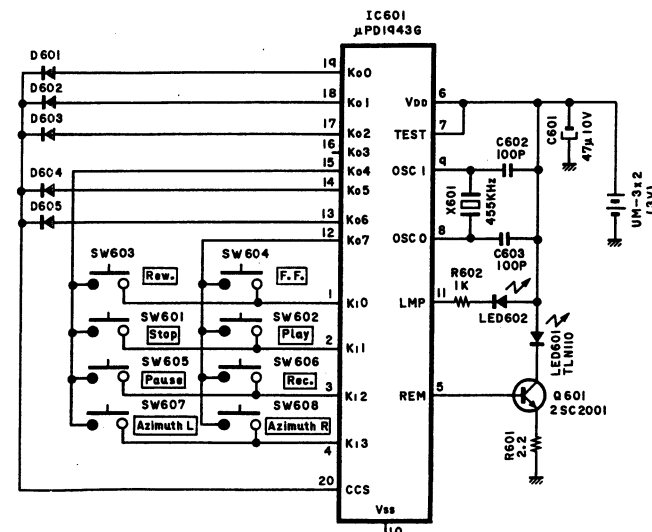 IC601
μPD1943G
D601
D602
D603
D604
D605
19 Ko0
18 Ko1
17 Ko2
16 Ko3
15 Ko4
14 Ko5
13 Ko6
12 Ko7
VDD 6
TEST 7
OSC I 9
OSC O 8
LMP 11
REM 5
C602
100P
C603
100P
X601
455KHz
C601
47μ10V
UM-3x2
(3V)
R602
1K
LED602
LED601
TLN110
Q601
2SC2001
R601
2.2
SW603
Rew.
SW604
F.F.
1 KI0
SW601
Stop
SW602
Play
2 KI1
SW605
Pause
SW606
Rec.
3 KI2
SW607
Azimuth L
SW608
Azimuth R
4 KI3
20 CCS
Vss
10